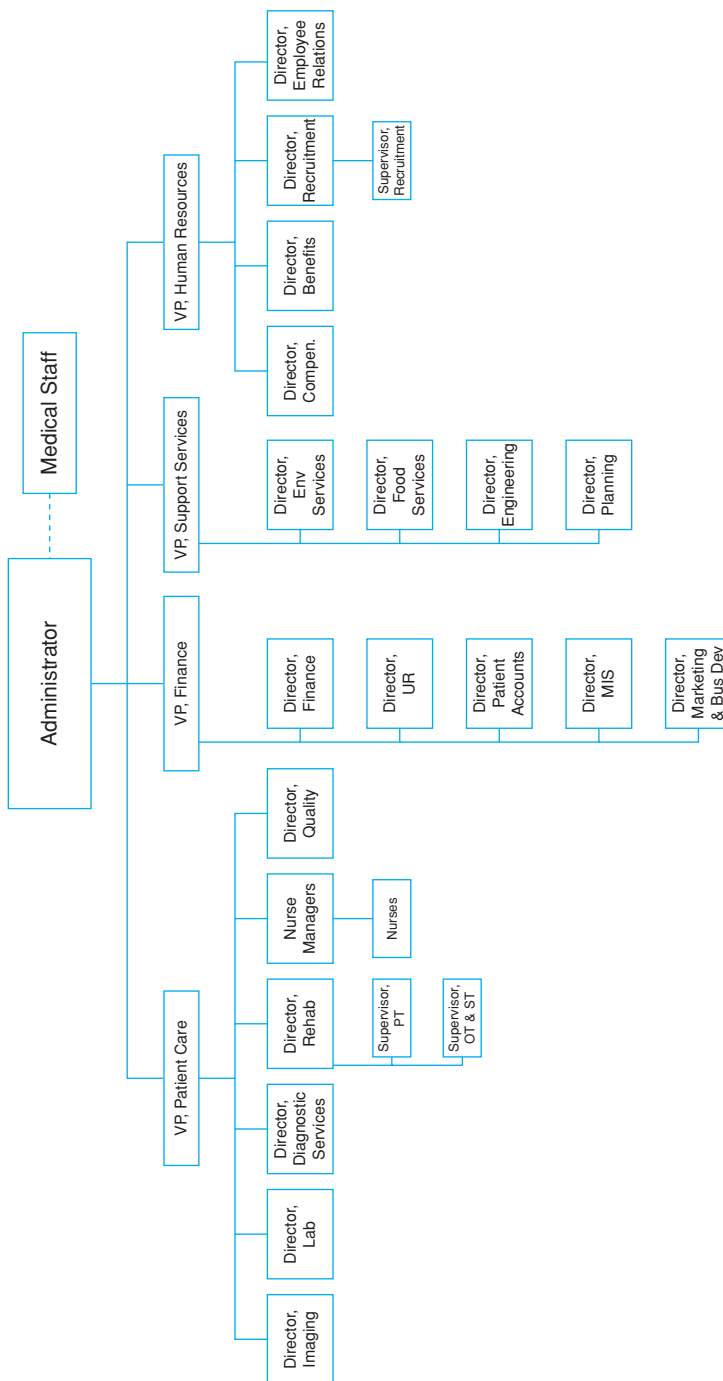 Administrator
Medical Staff
VP, Patient Care
VP, Finance
VP, Support Services
VP, Human Resources
Director,
Imaging
Director,
Lab
Director,
Diagnostic
Services
Director,
Rehab
Nurse
Managers
Director,
Quality
Supervisor,
PT
Supervisor,
OT & ST
Nurses
Director,
Finance
Director,
UR
Director,
Patient
Accounts
Director,
MIS
Director,
Marketing
& Bus Dev
Director,
Env
Services
Director,
Food
Services
Director,
Engineering
Director,
Planning
Director,
Compen.
Director,
Benefits
Director,
Recruitment
Director,
Employee
Relations
Supervisor,
Recruitment